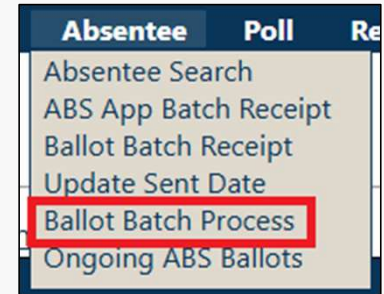 Absentee Poll
Absentee Search
ABS App Batch Receipt
Ballot Batch Receipt
Update Sent Date
Ballot Batch Process
Ongoing ABS Ballots